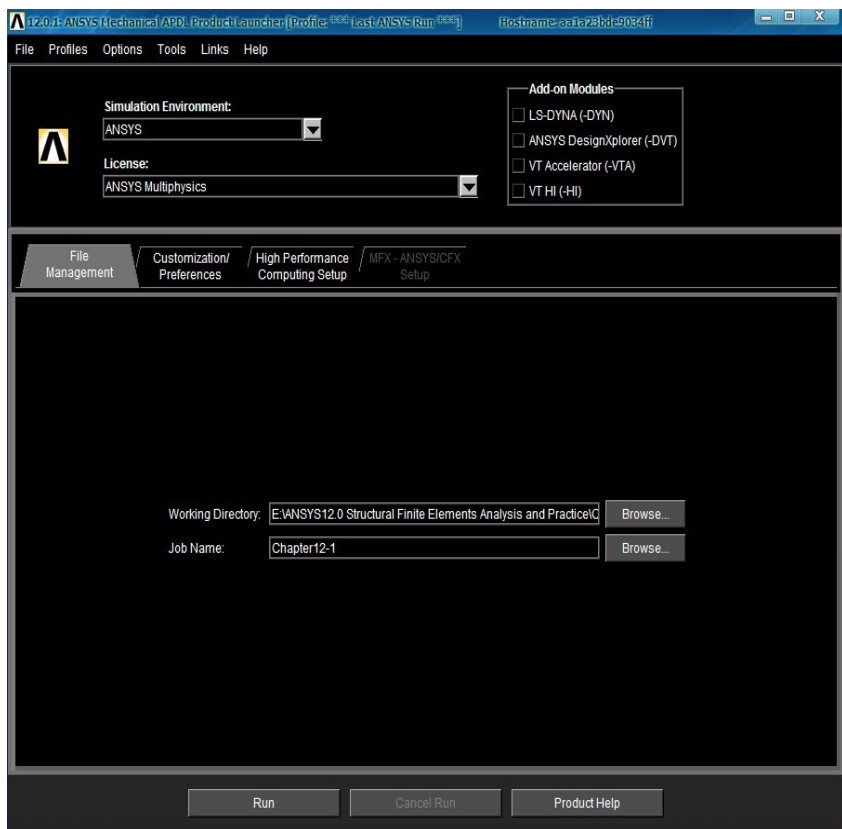 12.0.1: ANSYS Mechanical APDL Product Launcher [Profile: *** Last ANSYS Run ***] Hostname: aa1a23bde9034ff
File Profiles Options Tools Links Help
Simulation Environment:
ANSYS
License:
ANSYS Multiphysics
Add-on Modules
LS-DYNA (-DYN)
ANSYS DesignXplorer (-DVT)
VT Accelerator (-VTA)
VT HI (-HI)
File
Management
Customization/
Preferences
High Performance
Computing Setup
MFX - ANSYS/CFX
Setup
Working Directory: E:\ANSYS12.0 Structural Finite Elements Analysis and Practice\C Browse...
Job Name: Chapter12-1 Browse...
Run Cancel Run Product Help